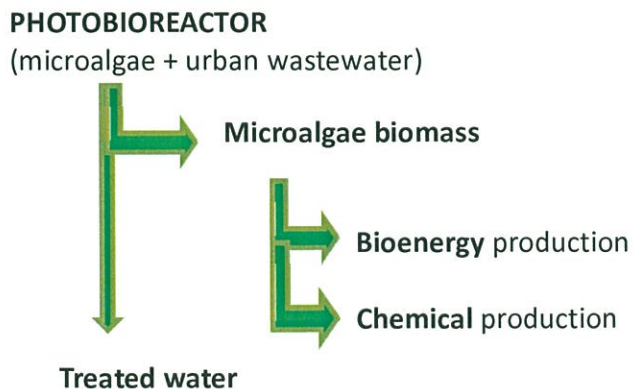 PHOTOBIOREACTOR
(microalgae + urban wastewater)
Microalgae biomass
Bioenergy production
Chemical production
Treated water